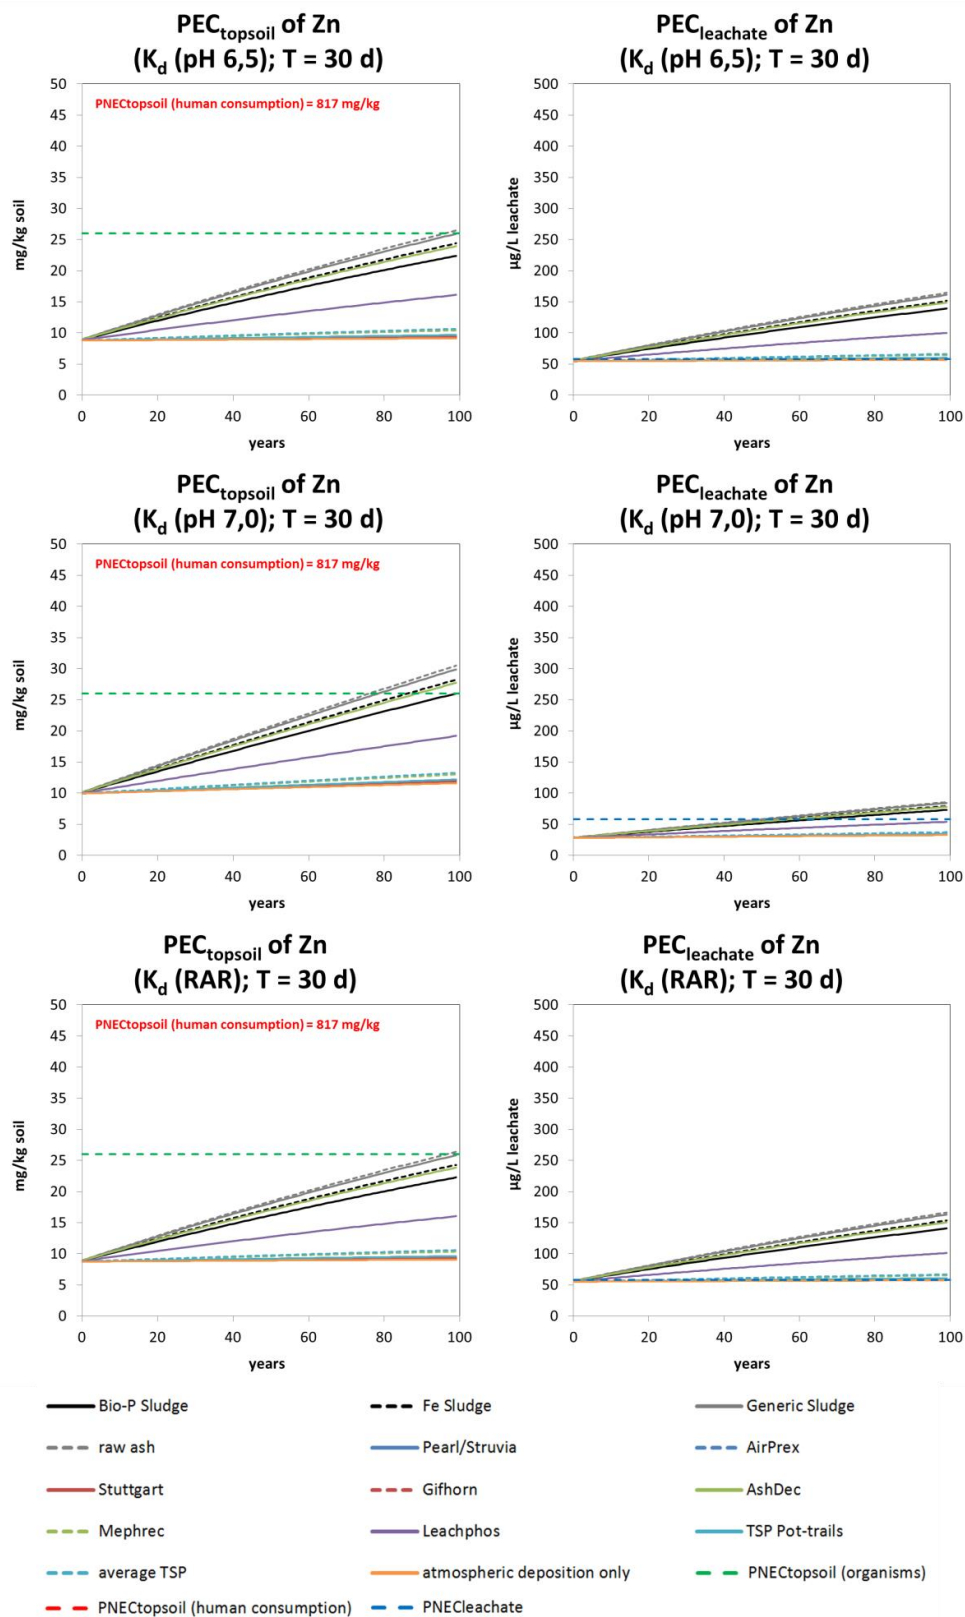 PECtopsoil of Zn
(Kd (pH 6,5); T = 30 d)
PNECtopsoil (human consumption) = 817 mg/kg
mg/kg soil
50
45
40
35
30
25
20
15
10
5
0
0 20 40 60 80 100
years
PECleachate of Zn
(Kd (pH 6,5); T = 30 d)
µg/L leachate
500
450
400
350
300
250
200
150
100
50
0
0 20 40 60 80 100
years
PECtopsoil of Zn
(Kd (pH 7,0); T = 30 d)
PNECtopsoil (human consumption) = 817 mg/kg
mg/kg soil
50
45
40
35
30
25
20
15
10
5
0
0 20 40 60 80 100
years
PECleachate of Zn
(Kd (pH 7,0); T = 30 d)
µg/L leachate
500
450
400
350
300
250
200
150
100
50
0
0 20 40 60 80 100
years
PECtopsoil of Zn
(Kd (RAR); T = 30 d)
PNECtopsoil (human consumption) = 817 mg/kg
mg/kg soil
50
45
40
35
30
25
20
15
10
5
0
0 20 40 60 80 100
years
PECleachate of Zn
(Kd (RAR); T = 30 d)
µg/L leachate
500
450
400
350
300
250
200
150
100
50
0
0 20 40 60 80 100
years
Bio-P Sludge Fe Sludge Generic Sludge
raw ash Pearl/Struvia AirPrex
Stuttgart Gifhorn AshDec
Mephrec Leachphos TSP Pot-trails
average TSP atmospheric deposition only PNECtopsoil (organisms)
PNECtopsoil (human consumption) PNECleachate